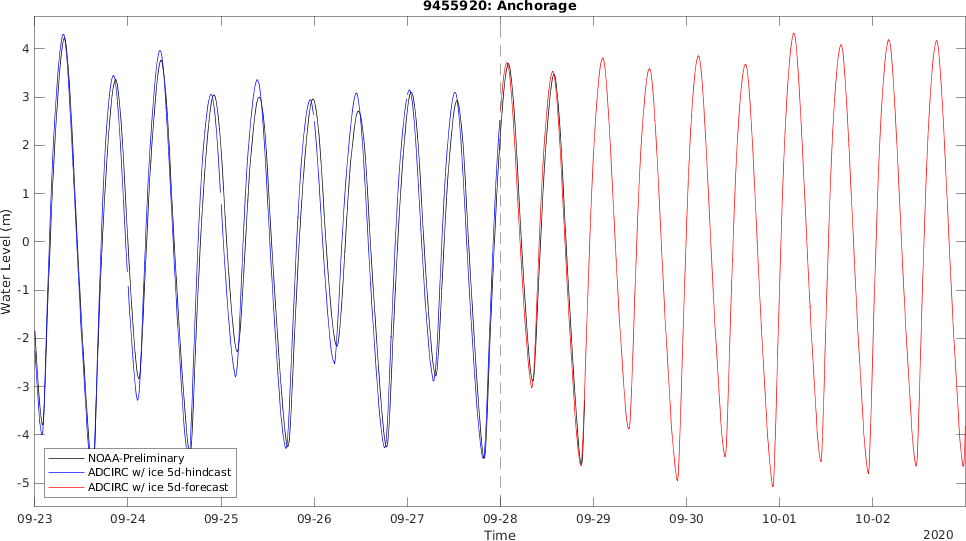 9455920: Anchorage
Water Level (m)
4
3
2
1
0
-1
-2
-3
-4
-5
NOAA-Preliminary
ADCIRC w/ ice 5d-hindcast
ADCIRC w/ ice 5d-forecast
09-23 09-24 09-25 09-26 09-27 09-28 09-29 09-30 10-01 10-02
Time
2020